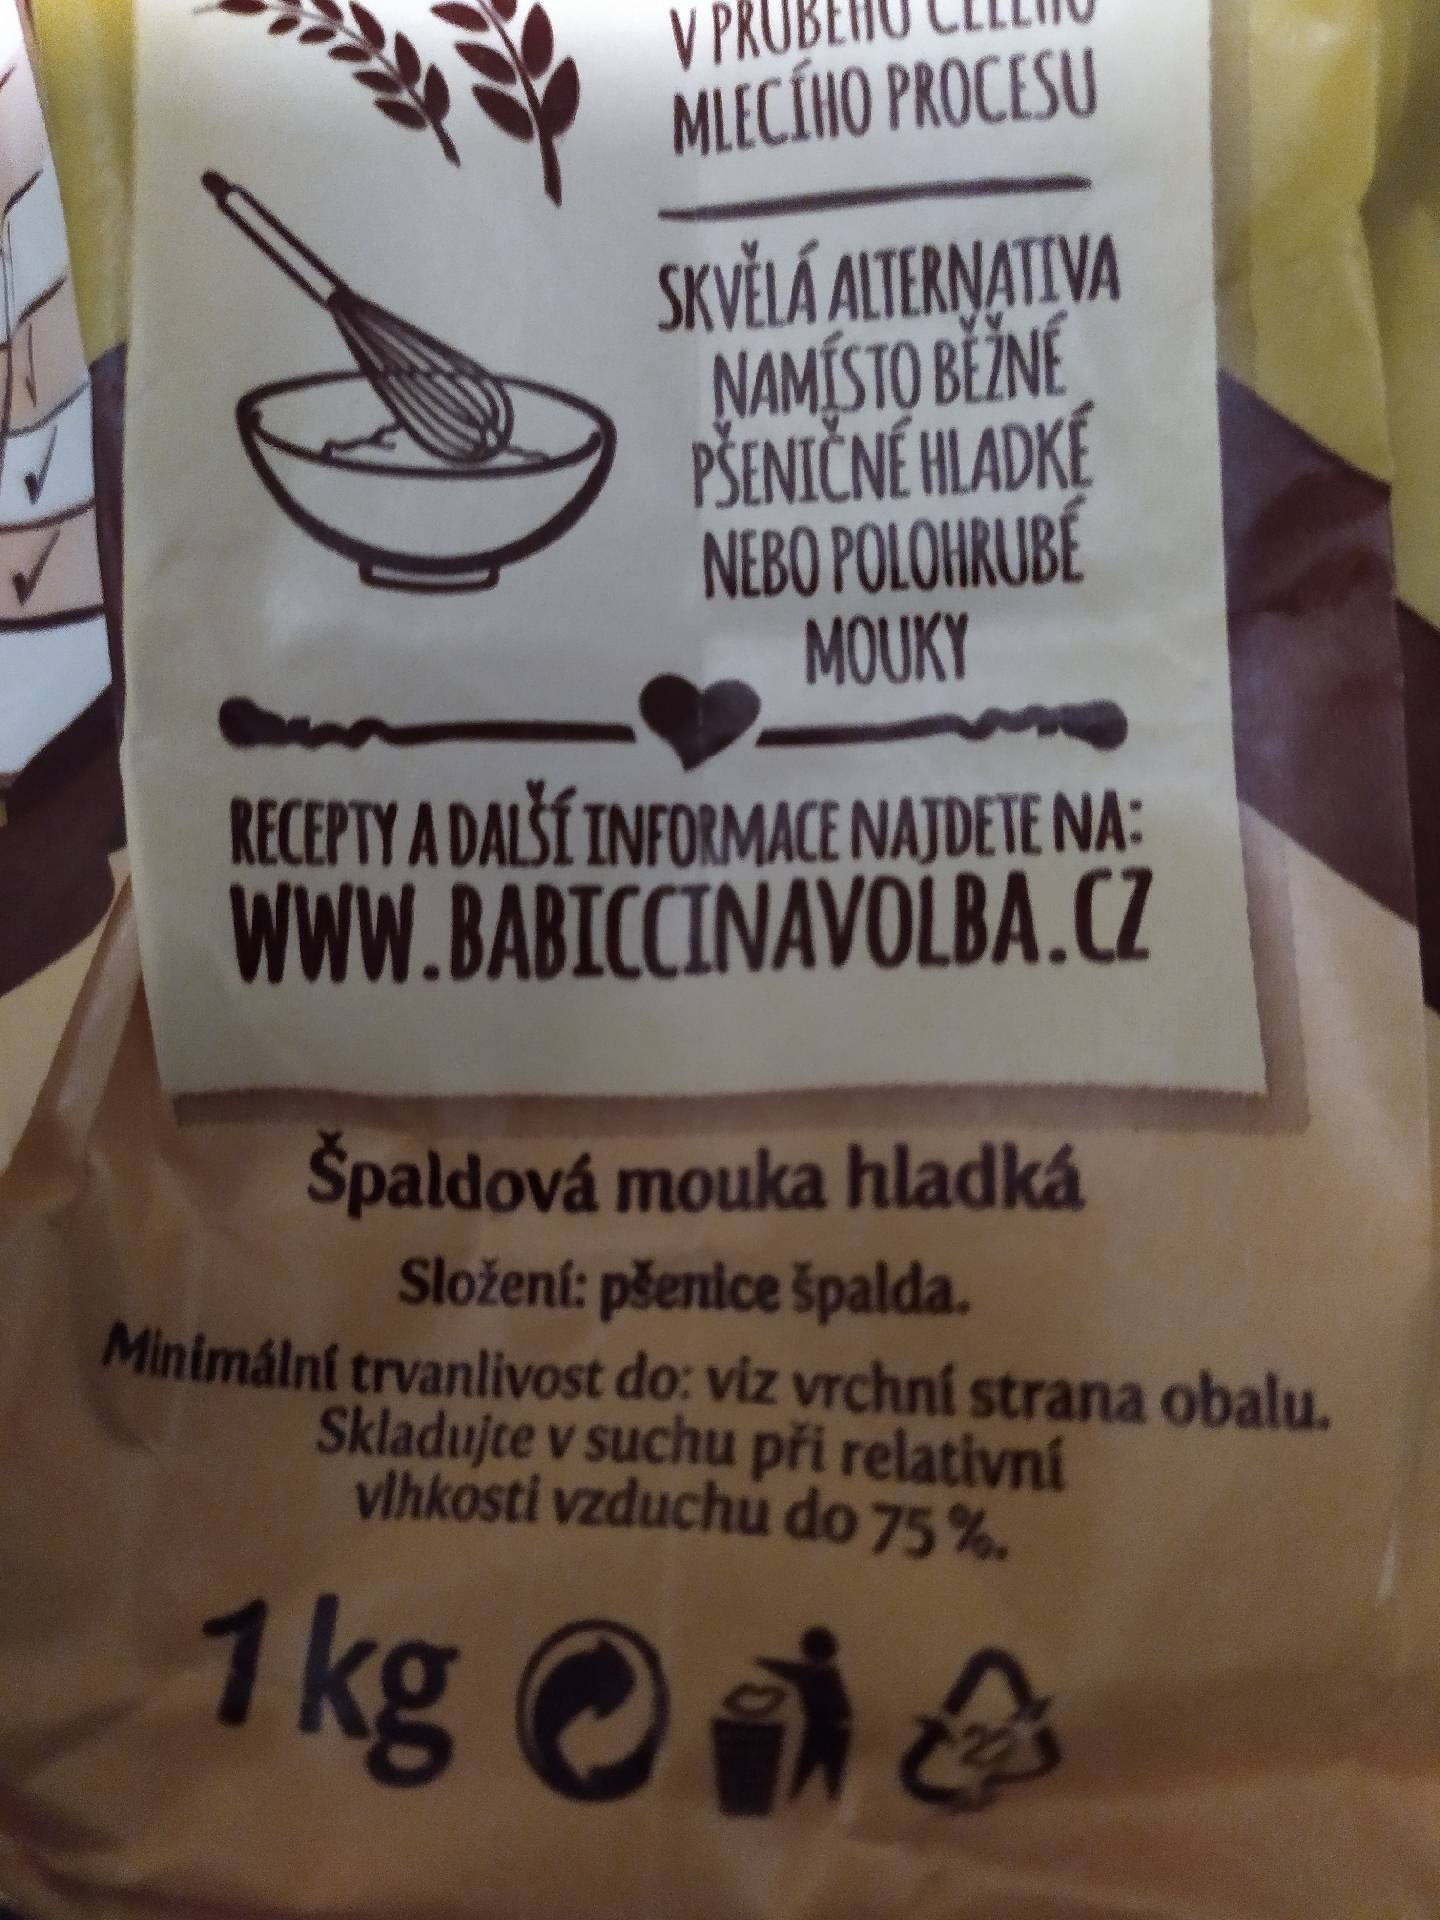 V PRŮBĚHU CELÉHO
MLECÍHO PROCESU
SKVĚLÁ ALTERNATIVA
NAMÍSTO BĚŽNÉ
PŠENIČNÉ HLADKÉ
NEBO POLOHRUBÉ
MOUKY
RECEPTY A DALŠÍ INFORMACE NAJDETE NA:
WWW.BABICCINAVOLBA.CZ
Špaldová mouka hladká
Složení: pšenice špalda.
Minimální trvanlivost do: viz vrchní strana obalu.
Skladujte v suchu při relativní
vlhkosti vzduchu do 75 %.
1 kg
22